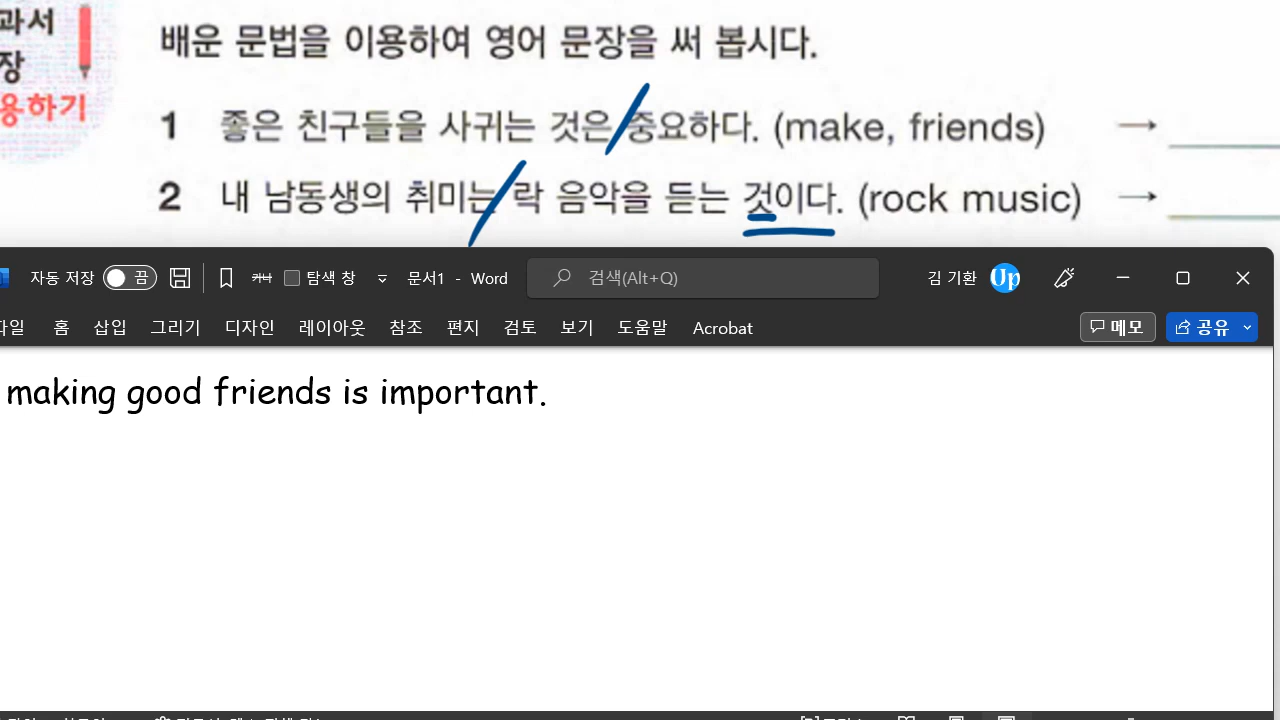 과서
배운 문법을 이용하여 영어 문장을 써 봅시다.
장
용하기
1 좋은 친구들을 사귀는 것은 중요하다. (make, friends) →
2 내 남동생의 취미는 락 음악을 듣는 것이다. (rock music) →
자동 저장 끔 가나 탐색 창 문서1 - Word 검색(Alt+Q) 김 기환 Up
파일 홈 삽입 그리기 디자인 레이아웃 참조 편지 검토 보기 도움말 Acrobat 메모 공유
making good friends is important.